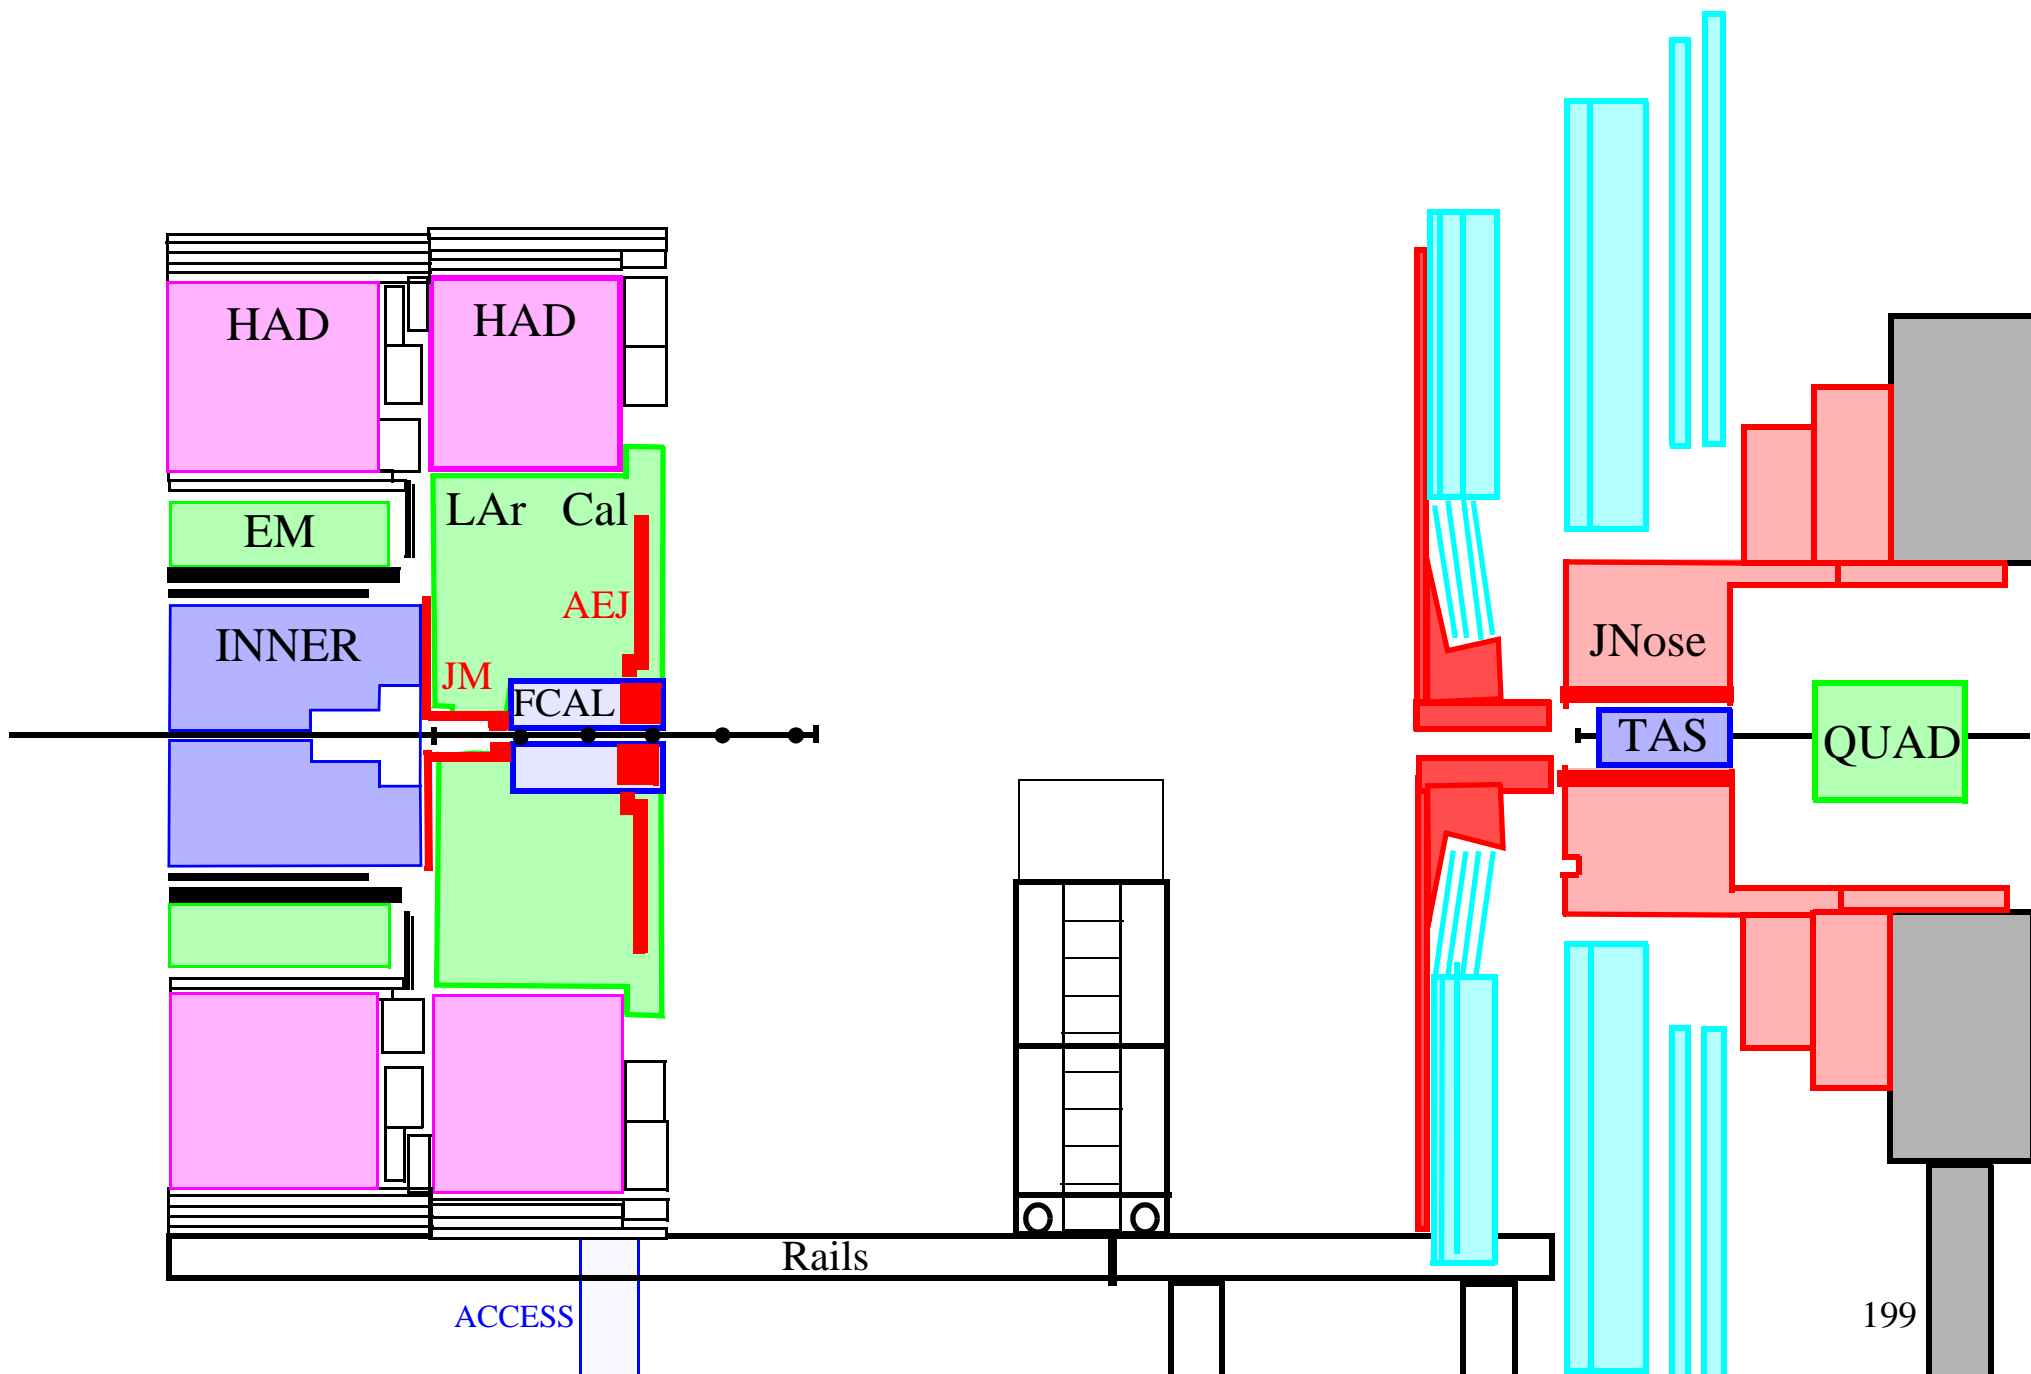 HAD
HAD
LAr Cal
EM
AEJ
INNER
JM
FCAL
JNose
TAS
QUAD
Rails
ACCESS
199